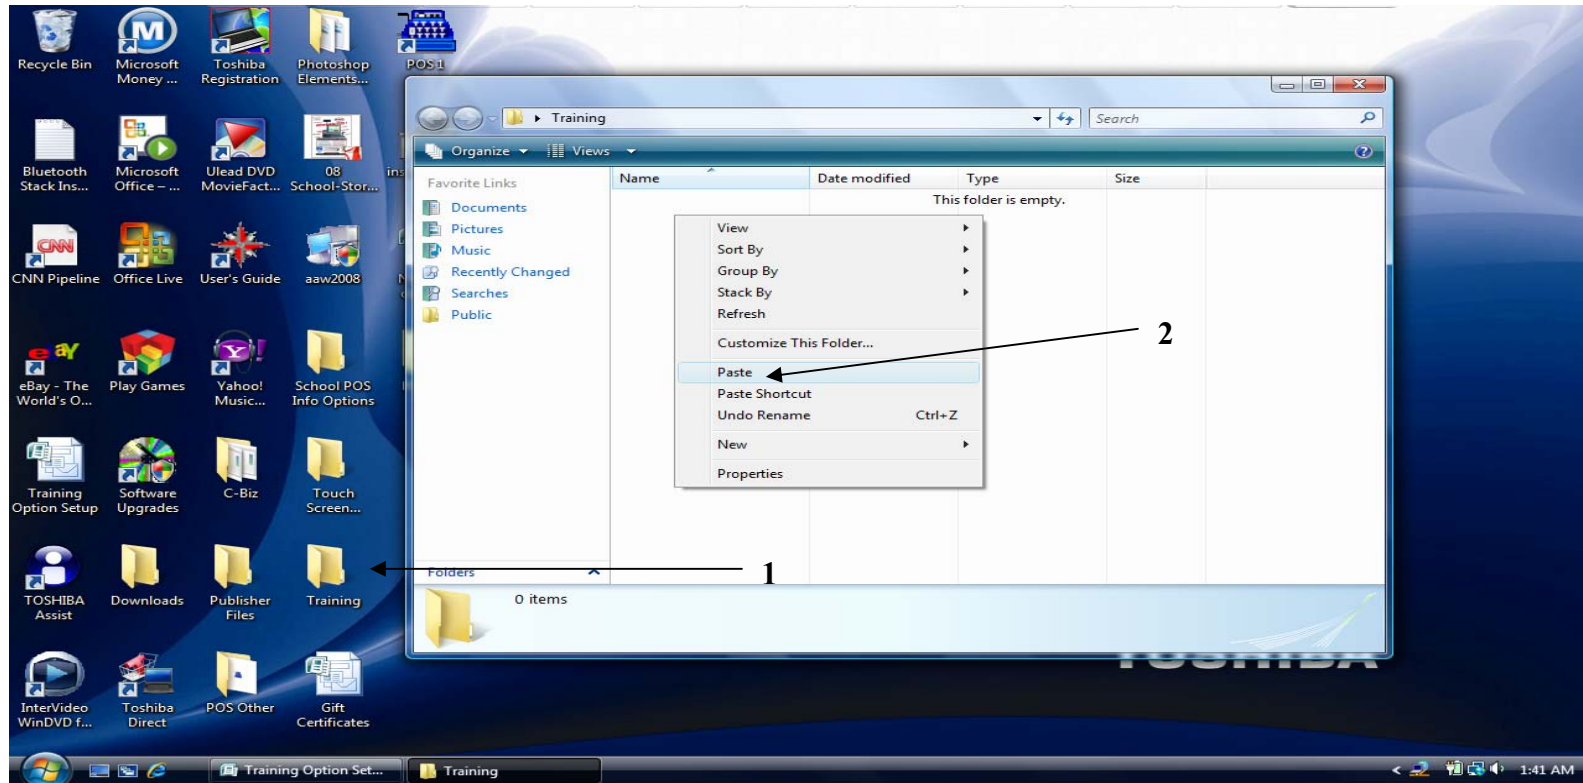 Recycle Bin
Microsoft
Money ...
Toshiba
Registration
Photoshop
Elements...
POS 1
Bluetooth
Stack Ins...
Microsoft
Office – ...
Ulead DVD
MovieFact...
08
School-Stor...
CNN
CNN Pipeline
Office Live
User's Guide
aaw2008
eBay - The
World's O...
Play Games
Yahoo!
Music...
School POS
Info Options
Training
Option Setup
Software
Upgrades
C-Biz
Touch
Screen...
TOSHIBA
Assist
Downloads
Publisher
Files
Training
InterVideo
WinDVD f...
Toshiba
Direct
POS Other
Gift
Certificates
Training
Search
Organize
Views
Favorite Links
Documents
Pictures
Music
Recently Changed
Searches
Public
Folders
Name
Date modified
Type
Size
This folder is empty.
View
Sort By
Group By
Stack By
Refresh
Customize This Folder...
Paste
Paste Shortcut
Undo Rename Ctrl+Z
New
Properties
2
1
0 items
TOSHIBA
Training Option Set...
Training
1:41 AM